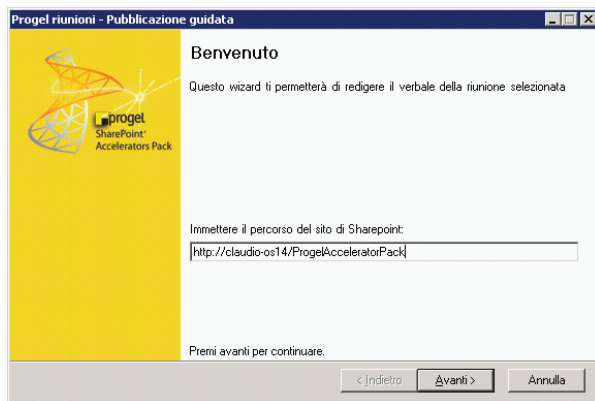 Progel riunioni - Pubblicazione guidata
Benvenuto
Questo wizard ti permetterà di redigere il verbale della riunione selezionata
progel
SharePoint™
Accelerators Pack
Immettere il percorso del sito di Sharepoint:
http://claudio-os14/ProgelAcceleratorPack
Premi avanti per continuare.
< Indietro
Avanti >
Annulla